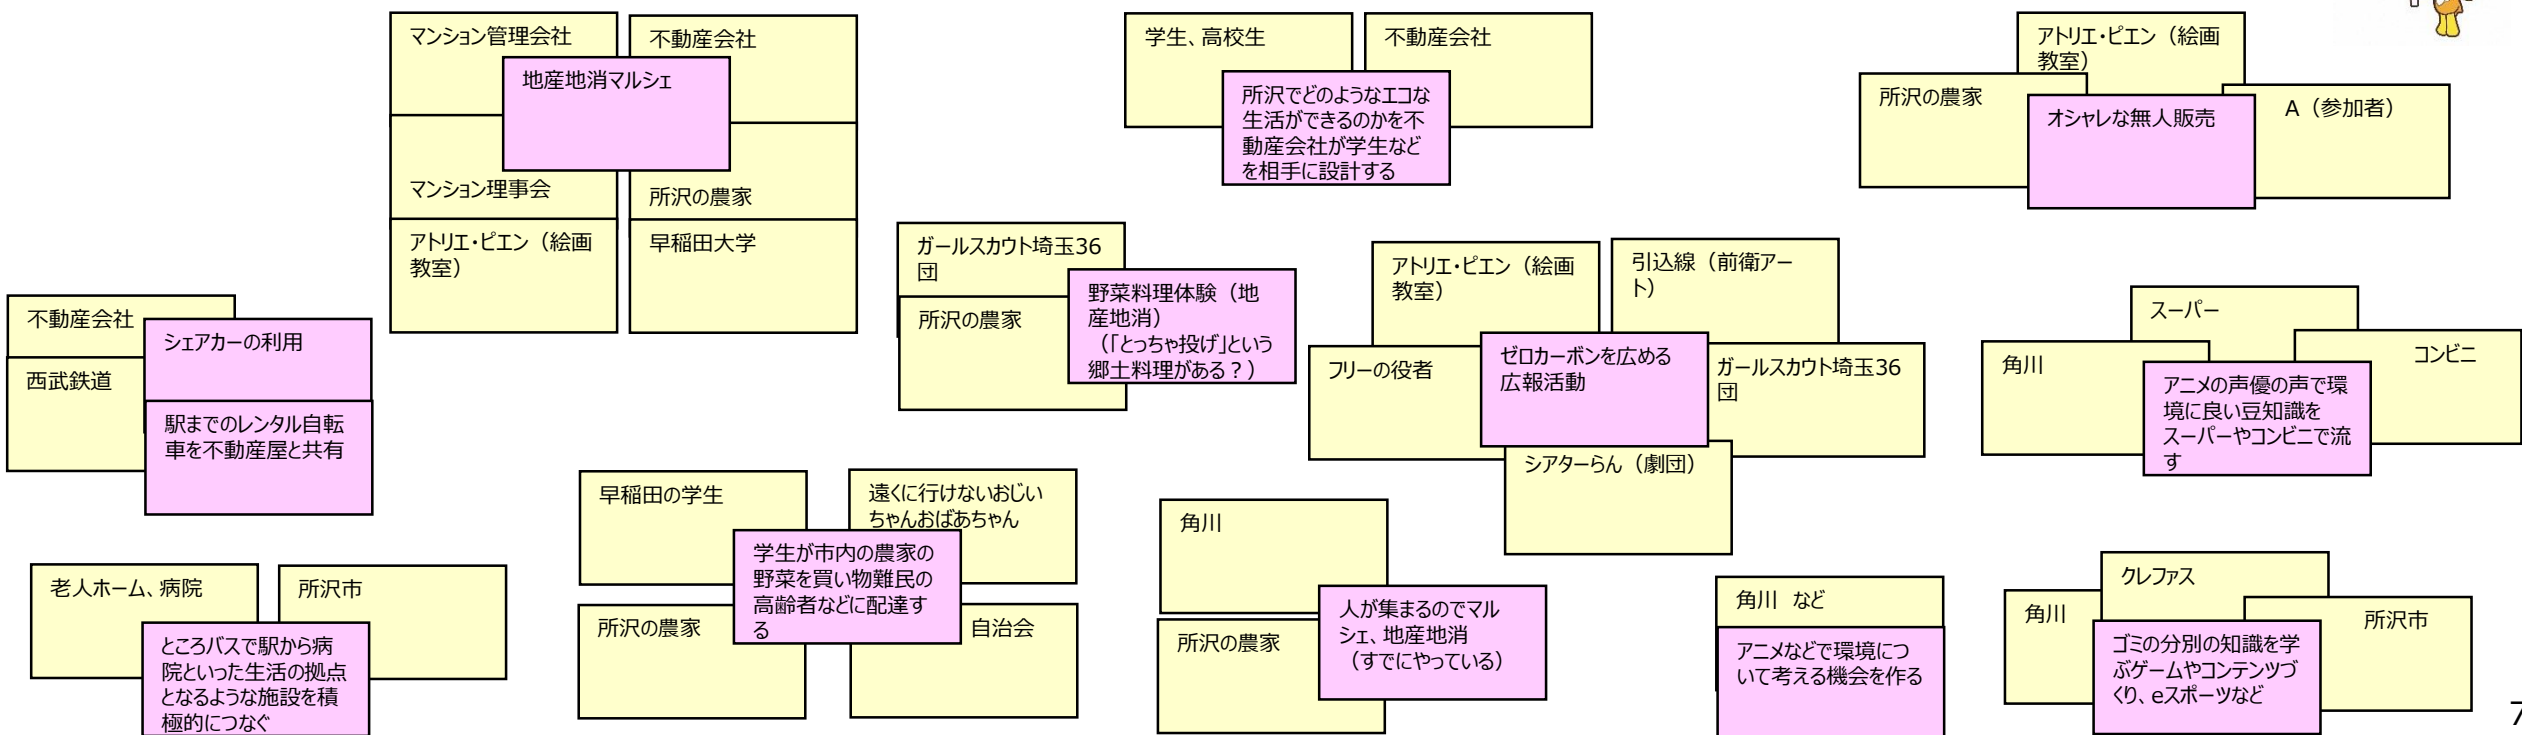 マンション管理会社
不動産会社
地産地消マルシェ
マンション理事会
所沢の農家
アトリエ・ピエン（絵画
教室）
早稲田大学
学生、高校生
不動産会社
所沢でどのようなエコな
生活ができるのかを不
動産会社が学生など
を相手に設計する
アトリエ・ピエン（絵画
教室）
所沢の農家
A（参加者）
オシャレな無人販売
不動産会社
シェアカーの利用
西武鉄道
駅までのレンタル自転
車を不動産屋と共有
ガールスカウト埼玉36
団
所沢の農家
野菜料理体験（地
産地消）
（「とっちゃ投げ」という
郷土料理がある？）
アトリエ・ピエン（絵画
教室）
引込線（前衛アー
ト）
フリーの役者
ゼロカーボンを広める
広報活動
ガールスカウト埼玉36
団
シアターらん（劇団）
スーパー
角川
コンビニ
アニメの声優の声で環
境に良い豆知識を
スーパーやコンビニで流
す
老人ホーム、病院
所沢市
ところバスで駅から病
院といった生活の拠点
となるような施設を積
極的につなぐ
早稲田の学生
遠くに行けないおじい
ちゃんおばあちゃん
学生が市内の農家の
野菜を買い物難民の
高齢者などに配達す
る
所沢の農家
自治会
角川
所沢の農家
人が集まるのでマル
シェ、地産地消
（すでにやっている）
角川 など
アニメなどで環境につ
いて考える機会を作る
クレファス
角川
所沢市
ゴミの分別の知識を学
ぶゲームやコンテンツづ
くり、eスポーツなど
7